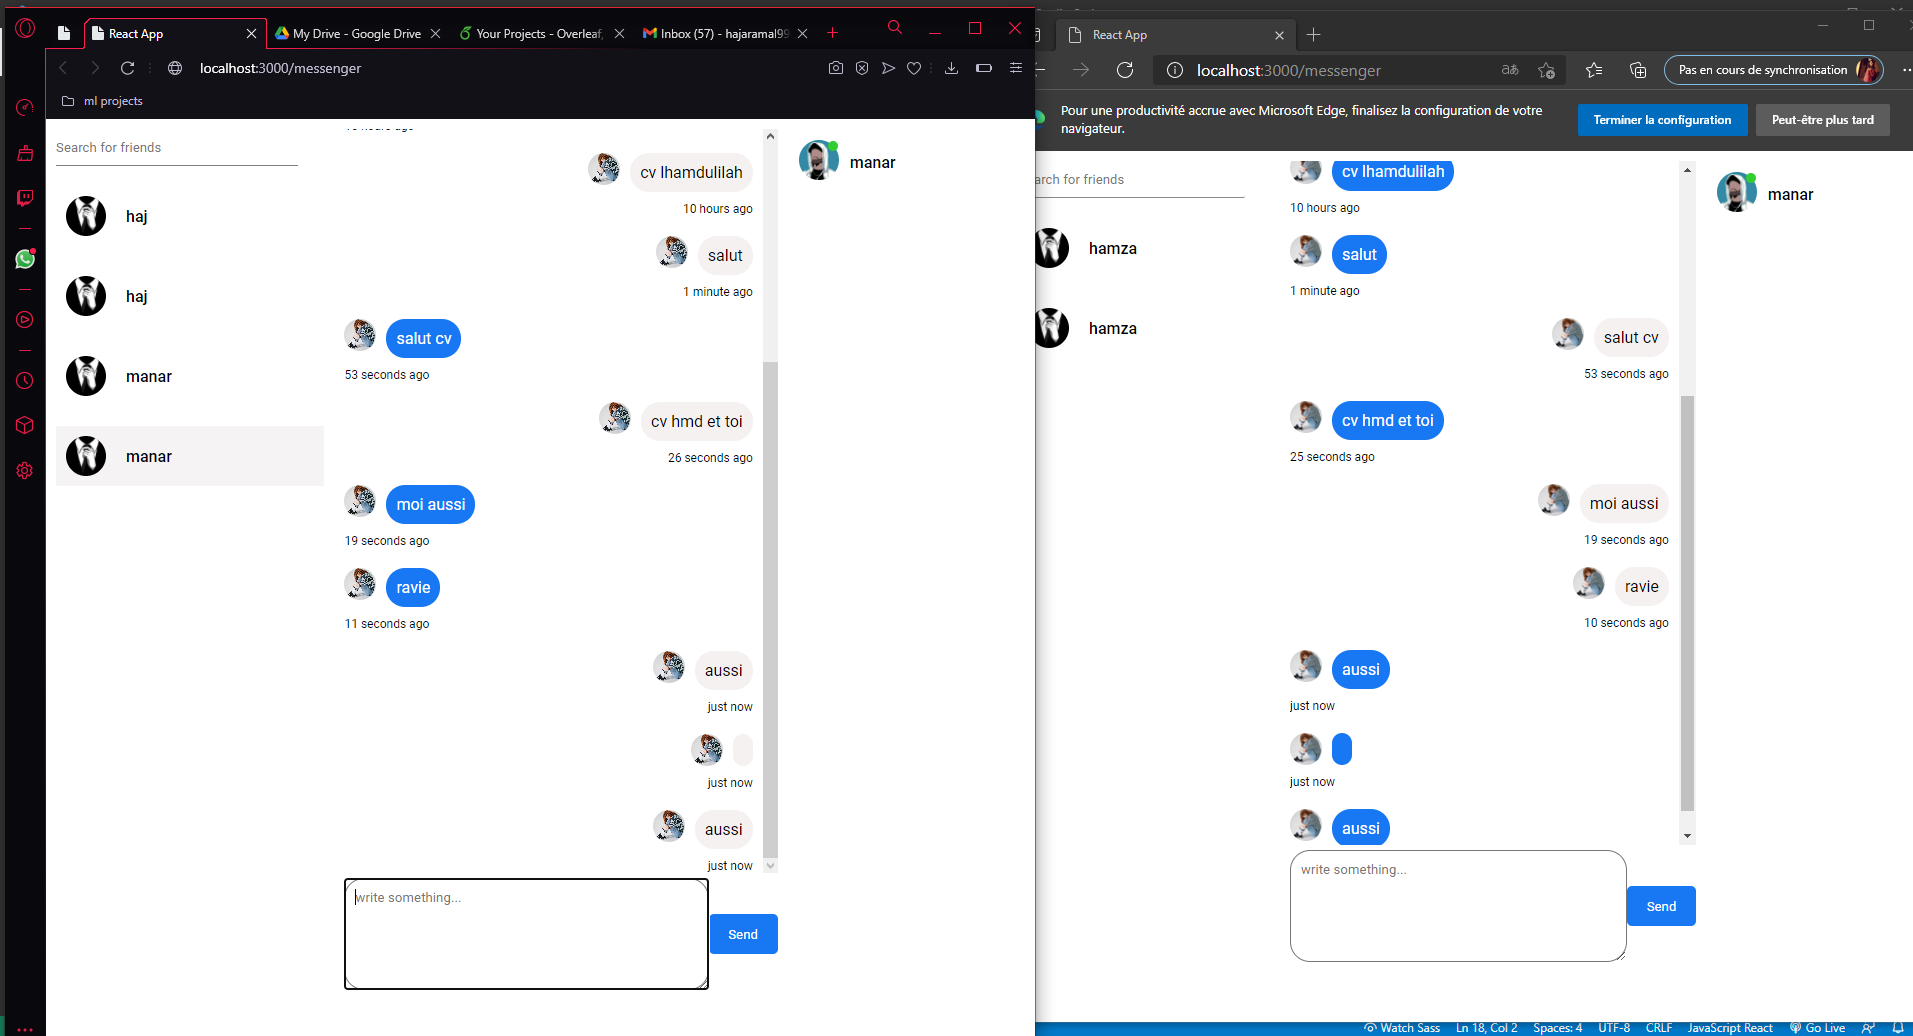 React App
My Drive - Google Drive
Your Projects - Overleaf,
Inbox (57) - hajaramal99
localhost:3000/messenger
ml projects
Search for friends
haj
haj
manar
manar
cv lhamdulilah
10 hours ago
salut
1 minute ago
salut cv
53 seconds ago
cv hmd et toi
26 seconds ago
moi aussi
19 seconds ago
ravie
11 seconds ago
aussi
just now
just now
aussi
just now
write something...
Send
manar
React App
localhost:3000/messenger
aあ
Pas en cours de synchronisation
Pour une productivité accrue avec Microsoft Edge, finalisez la configuration de votre
navigateur.
Terminer la configuration
Peut-être plus tard
arch for friends
hamza
hamza
cv lhamdulilah
10 hours ago
salut
1 minute ago
salut cv
53 seconds ago
cv hmd et toi
25 seconds ago
moi aussi
19 seconds ago
ravie
10 seconds ago
aussi
just now
just now
aussi
write something...
Send
manar
Watch Sass Ln 18, Col 2 Spaces: 4 UTF-8 CRLF JavaScript React Go Live